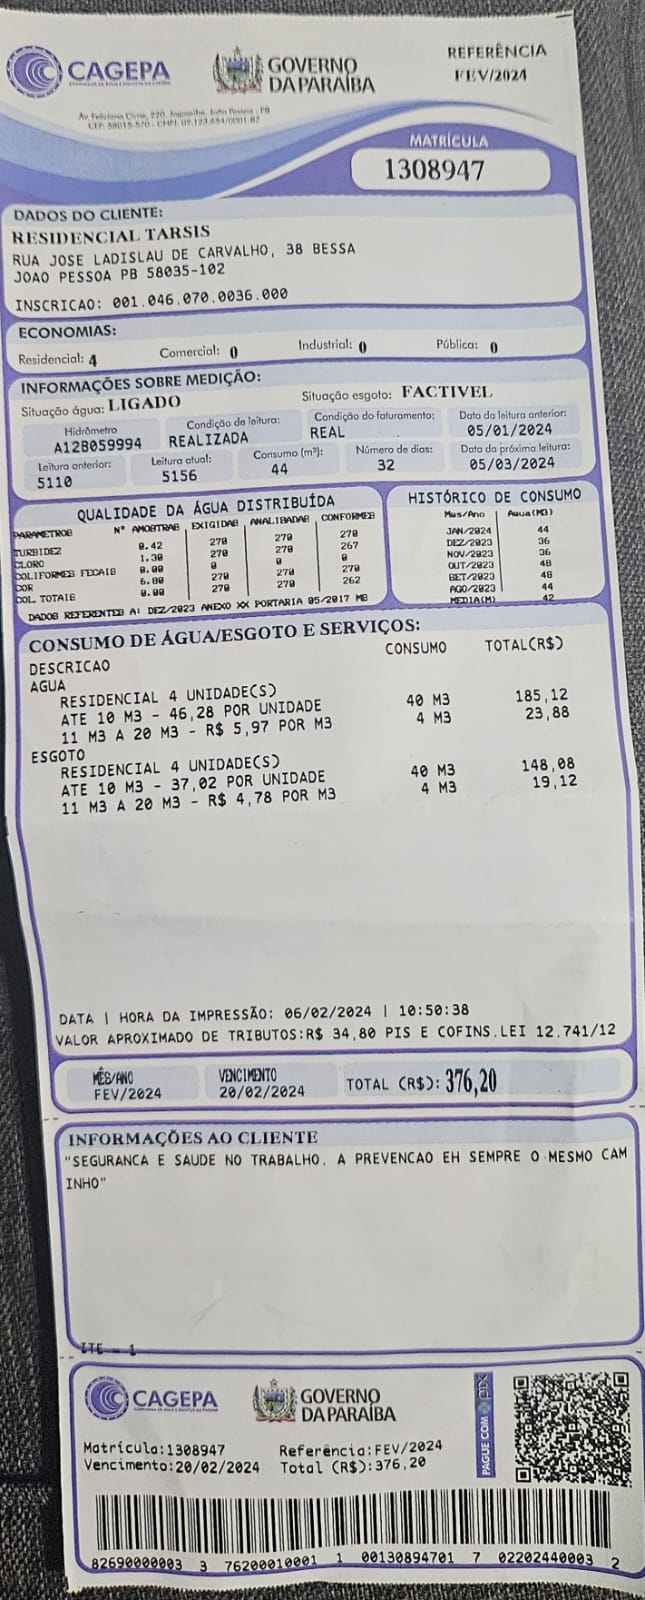 CAGEPA
GOVERNO
DA PARAÍBA
REFERÊNCIA
FEV/2024
Av. Feliciano Cirne, 220, Jaguaribe, João Pessoa - PB
CEP: 58015-570 - CNPJ: 09.123.654/0001-87
MATRÍCULA
1308947
DADOS DO CLIENTE:
RESIDENCIAL TARSIS
RUA JOSE LADISLAU DE CARVALHO, 38 BESSA
JOAO PESSOA PB 58035-102
INSCRICAO: 001.046.070.0036.000
ECONOMIAS:
Residencial: 4 Comercial: 0 Industrial: 0 Pública: 0
INFORMAÇÕES SOBRE MEDIÇÃO:
Situação água: LIGADO Situação esgoto: FACTIVEL
Hidrômetro Condição da leitura: Condição do faturamento: Data da leitura anterior:
A12B059994 REALIZADA REAL 05/01/2024
Leitura anterior: Leitura atual: Consumo (m³): Número de dias: Data da próxima leitura:
5110 5156 44 32 05/03/2024
QUALIDADE DA ÁGUA DISTRIBUÍDA
PARAMETROS Nº AMOSTRAS EXIGIDAS ANALIBADAS CONFORMES
TURBIDEZ 0.42 270 270 270
CLORO 1.30 270 270 267
COLIFORMES FECAIS 0.00 0 0 0
COR 6.00 270 270 270
COL. TOTAIS 0.00 270 270 262
DADOS REFERENTES A: DEZ/2023 ANEXO XX PORTARIA 05/2017 MS
HISTÓRICO DE CONSUMO
Mes/Ano Agua(M3)
JAN/2024 44
DEZ/2023 36
NOV/2023 36
OUT/2023 48
SET/2023 48
AGO/2023 44
MEDIA(M) 42
CONSUMO DE ÁGUA/ESGOTO E SERVIÇOS:
DESCRICAO CONSUMO TOTAL(R$)
AGUA
RESIDENCIAL 4 UNIDADE(S)
ATE 10 M3 - 46,28 POR UNIDADE 40 M3 185,12
11 M3 A 20 M3 - R$ 5,97 POR M3 4 M3 23,88
ESGOTO
RESIDENCIAL 4 UNIDADE(S)
ATE 10 M3 - 37,02 POR UNIDADE 40 M3 148,08
11 M3 A 20 M3 - R$ 4,78 POR M3 4 M3 19,12
DATA | HORA DA IMPRESSÃO: 06/02/2024 | 10:50:38
VALOR APROXIMADO DE TRIBUTOS:R$ 34,80 PIS E COFINS.LEI 12.741/12
MÊS/ANO VENCIMENTO TOTAL (R$): 376,20
FEV/2024 20/02/2024
INFORMAÇÕES AO CLIENTE
"SEGURANCA E SAUDE NO TRABALHO. A PREVENCAO EH SEMPRE O MESMO CAM
INHO"
ITE - 1
CAGEPA
GOVERNO
DA PARAÍBA
PAGUE COM PIX
Matrícula:1308947 Referência:FEV/2024
Vencimento:20/02/2024 Total (R$):376,20
82690000003 3 76200010001 1 00130894701 7 02202440003 2